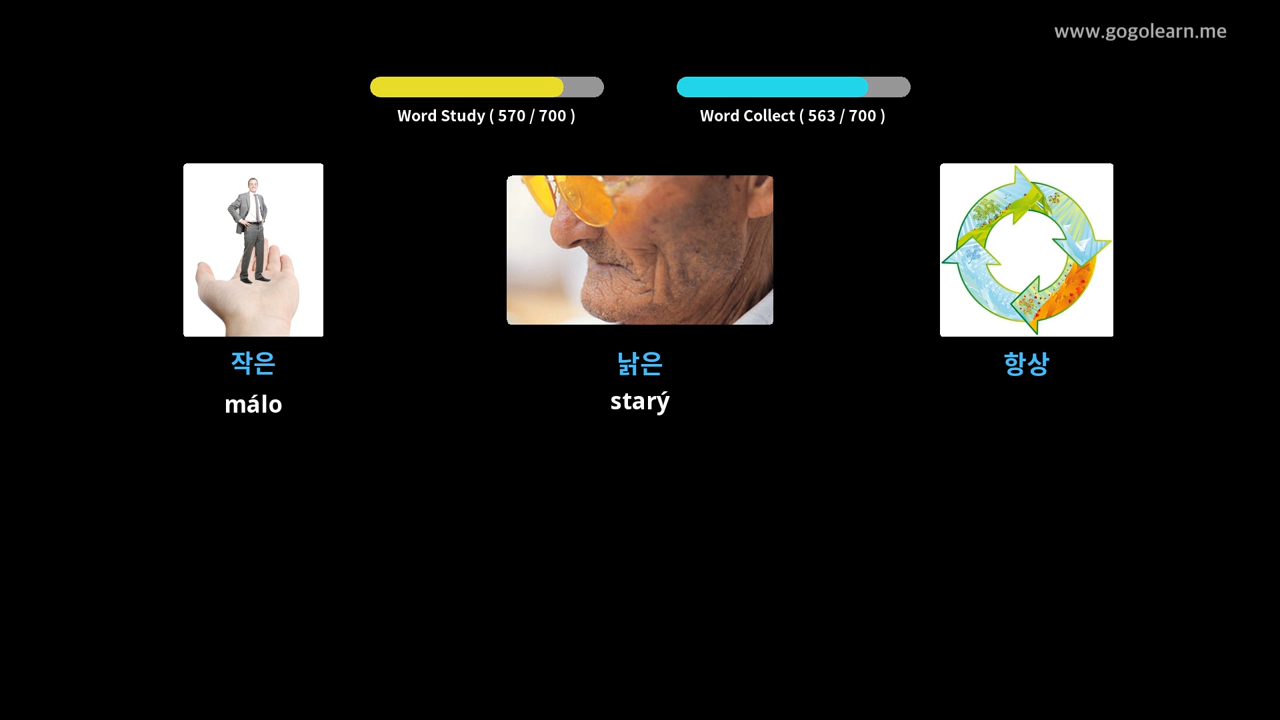 www.gogolearn.me
Word Study ( 570 / 700 )
Word Collect ( 563 / 700 )
작은
낡은
항상
málo
starý